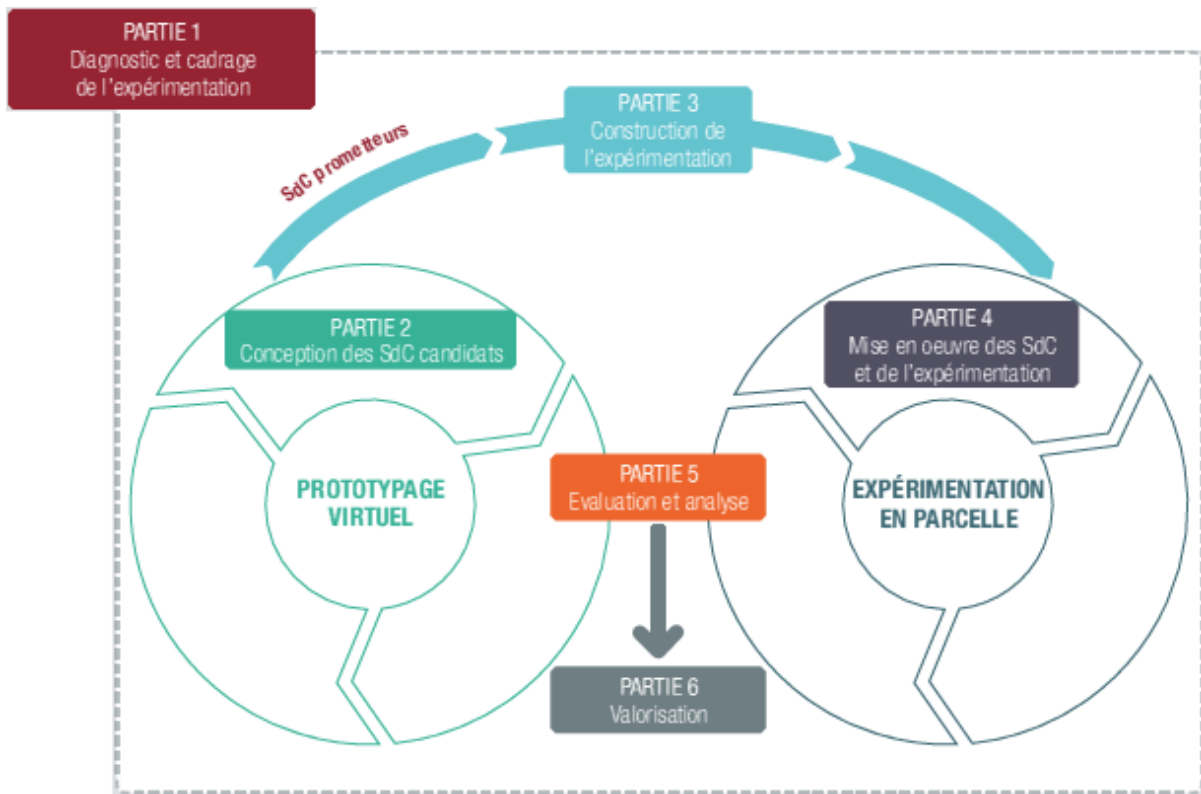 PARTIE 1
Diagnostic et cadrage
de l'expérimentation
SdC prometteurs
PARTIE 3
Construction de
l'expérimentation
PARTIE 2
Conception des SdC candidats
PARTIE 4
Mise en oeuvre des SdC
et de l'expérimentation
PROTOTYPAGE
VIRTUEL
PARTIE 5
Evaluation et analyse
EXPÉRIMENTATION
EN PARCELLE
PARTIE 6
Valorisation